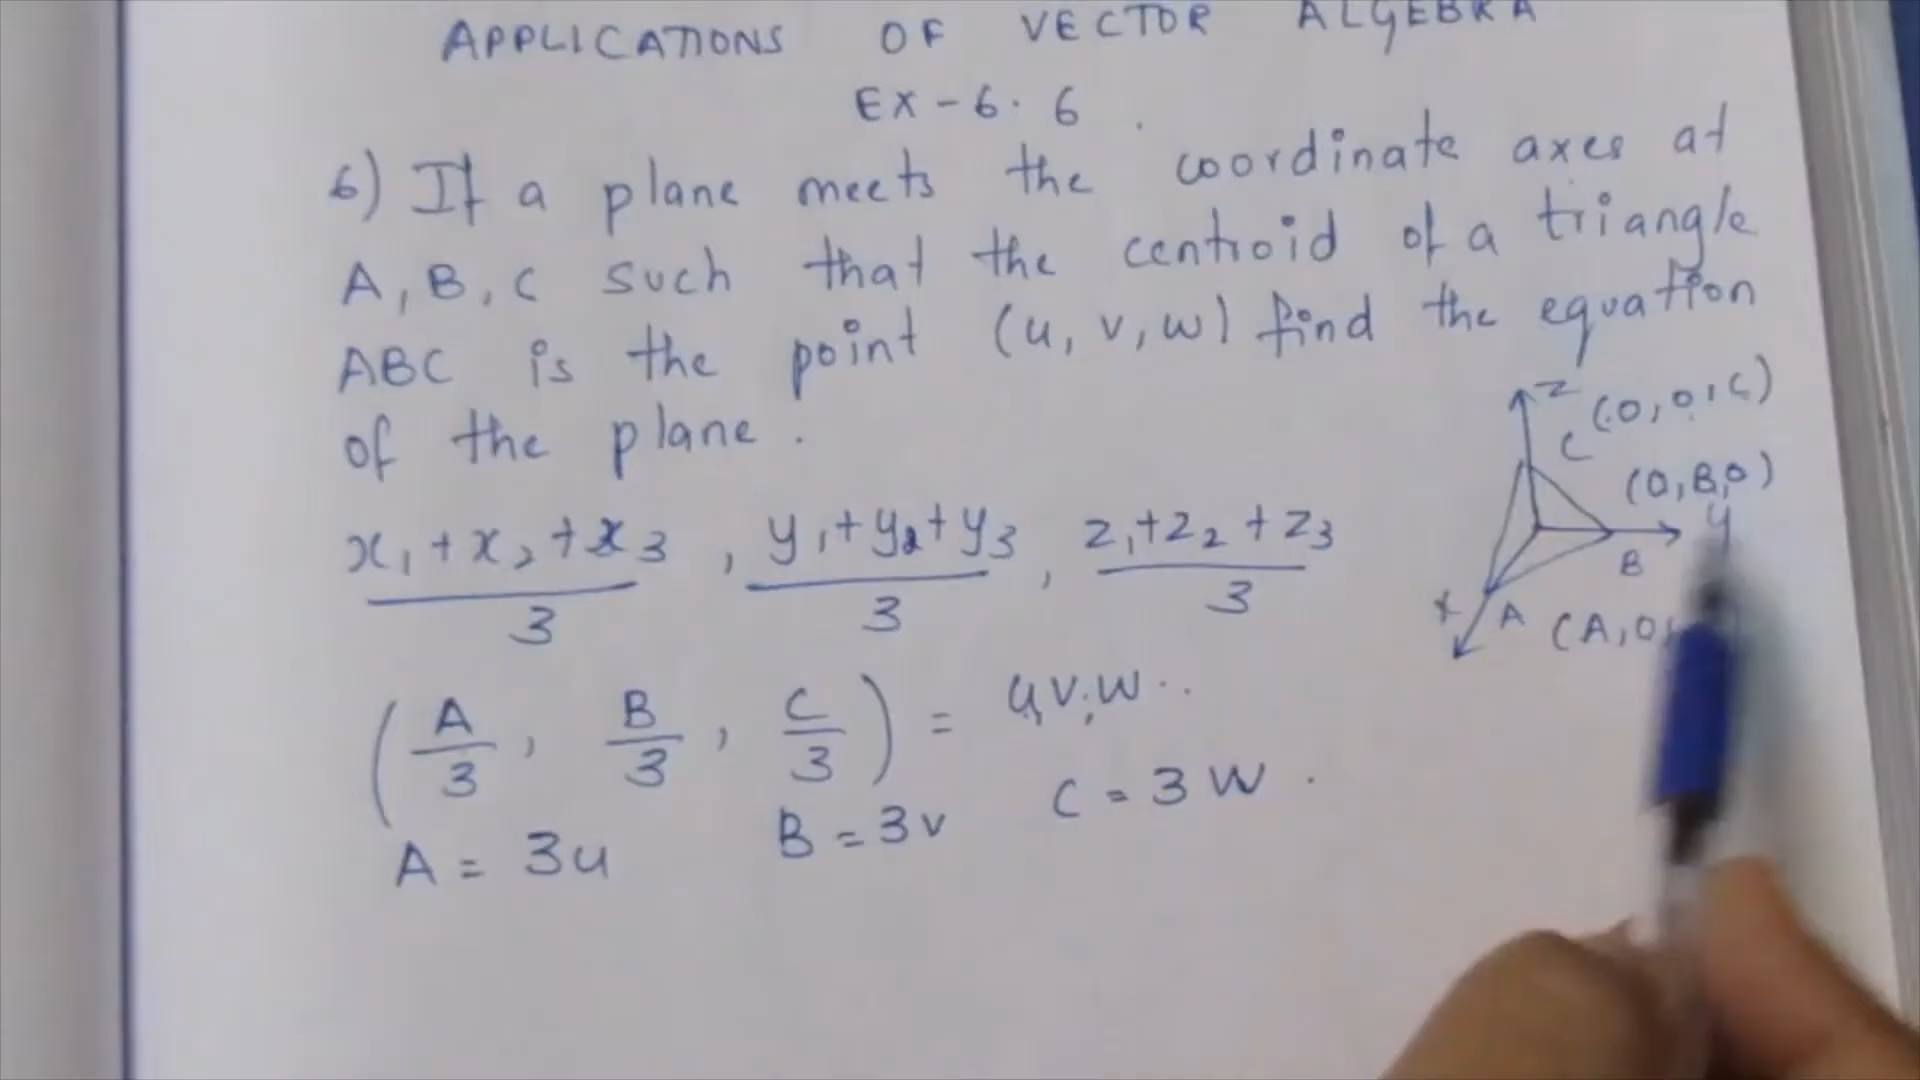 APPLICATIONS OF VECTOR ALGEBRA
EX-6.6.
6) If a plane meets the coordinate axes at
A, B, C such that the centroid of a triangle
ABC is the point (u, v, w) find the equation
of the plane.
x₁+x₂+x₃/3, y₁+y₂+y₃/3, z₁+z₂+z₃/3
(A/3, B/3, C/3) = u,v,w..
A = 3u B = 3v C = 3w.
z (0,0,C)
C
(0,B,0)
y
B
x A (A,0,